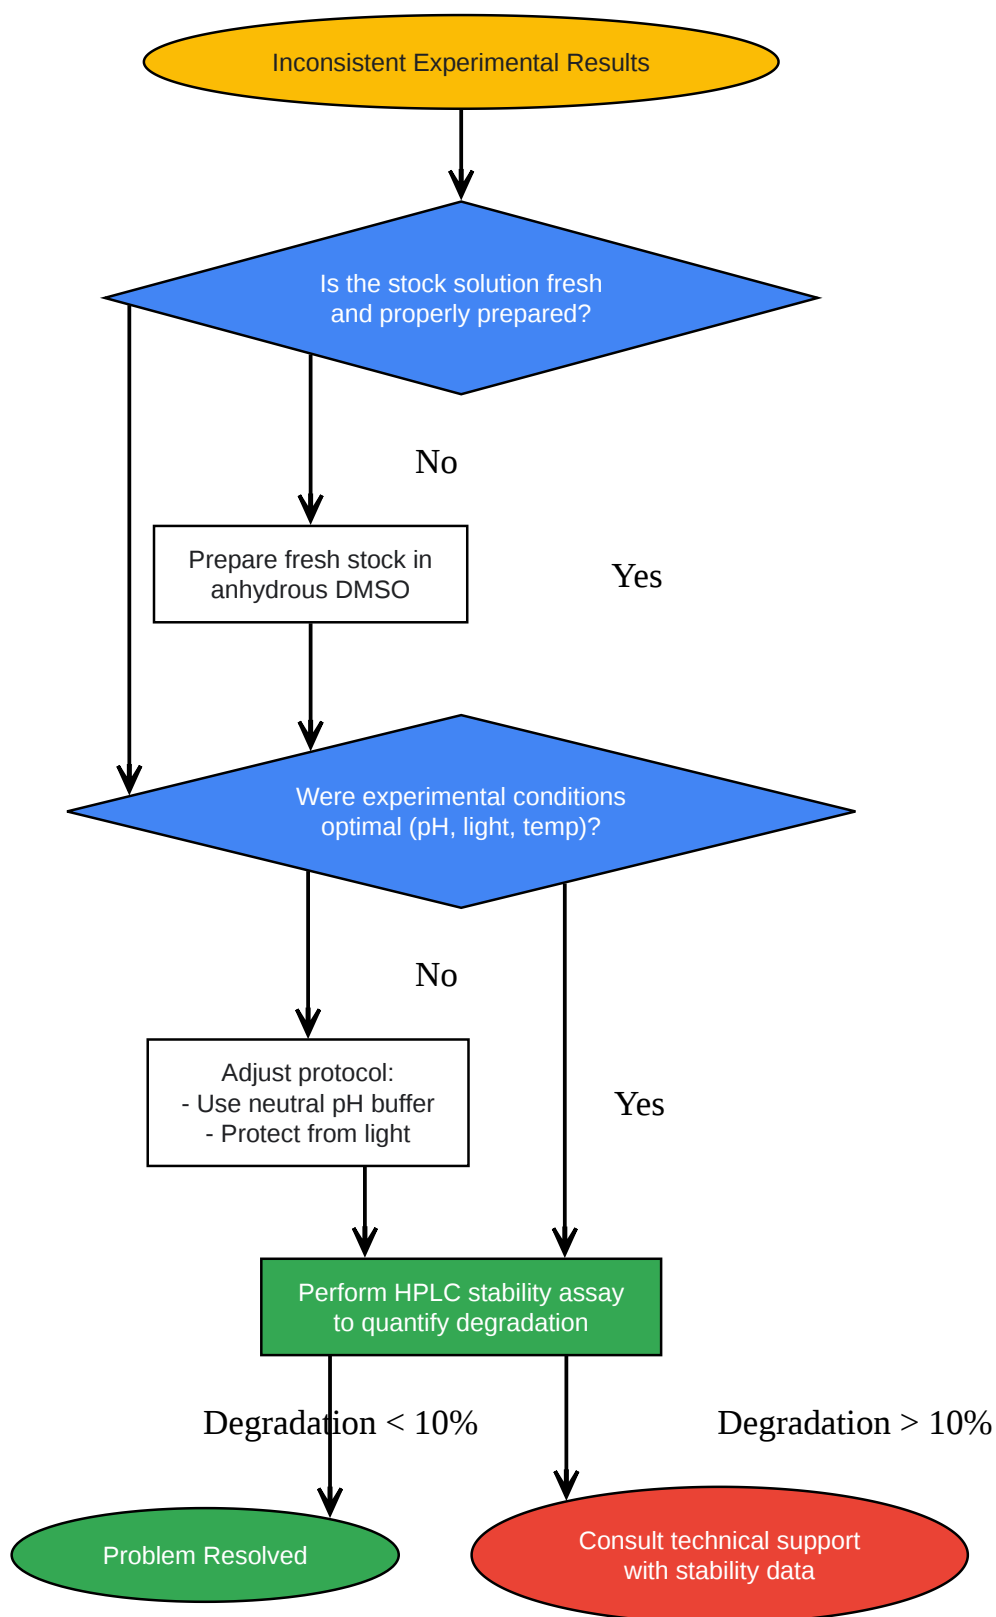 Inconsistent Experimental Results
Is the stock solution fresh
and properly prepared?
No
Prepare fresh stock in
anhydrous DMSO
Yes
Were experimental conditions
optimal (pH, light, temp)?
No
Adjust protocol:
- Use neutral pH buffer
- Protect from light
Yes
Perform HPLC stability assay
to quantify degradation
Degradation < 10%
Degradation > 10%
Problem Resolved
Consult technical support
with stability data